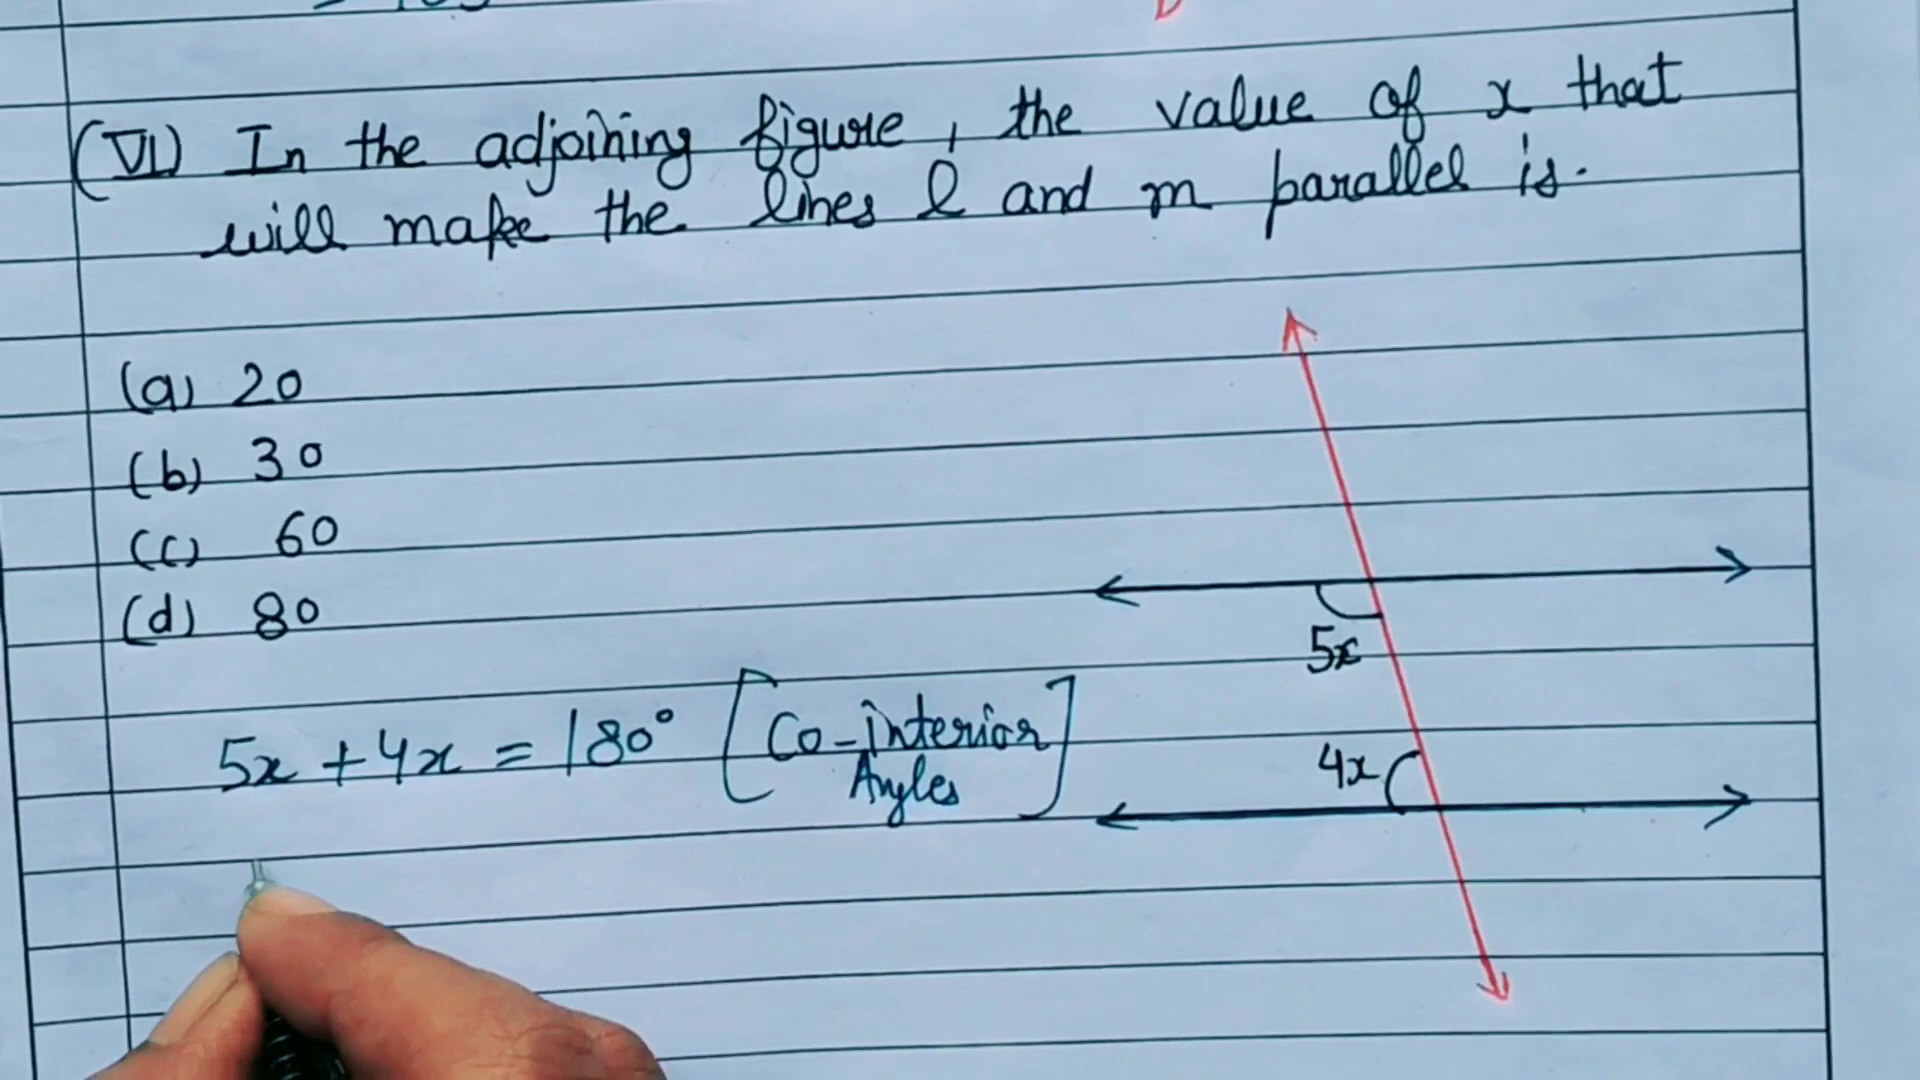 (VI) In the adjoining figure, the value of x that
will make the lines l and m parallel is.
(a) 20
(b) 30
(c) 60
(d) 80
5x
5x + 4x = 180° [Co-interior
Angles]
4x